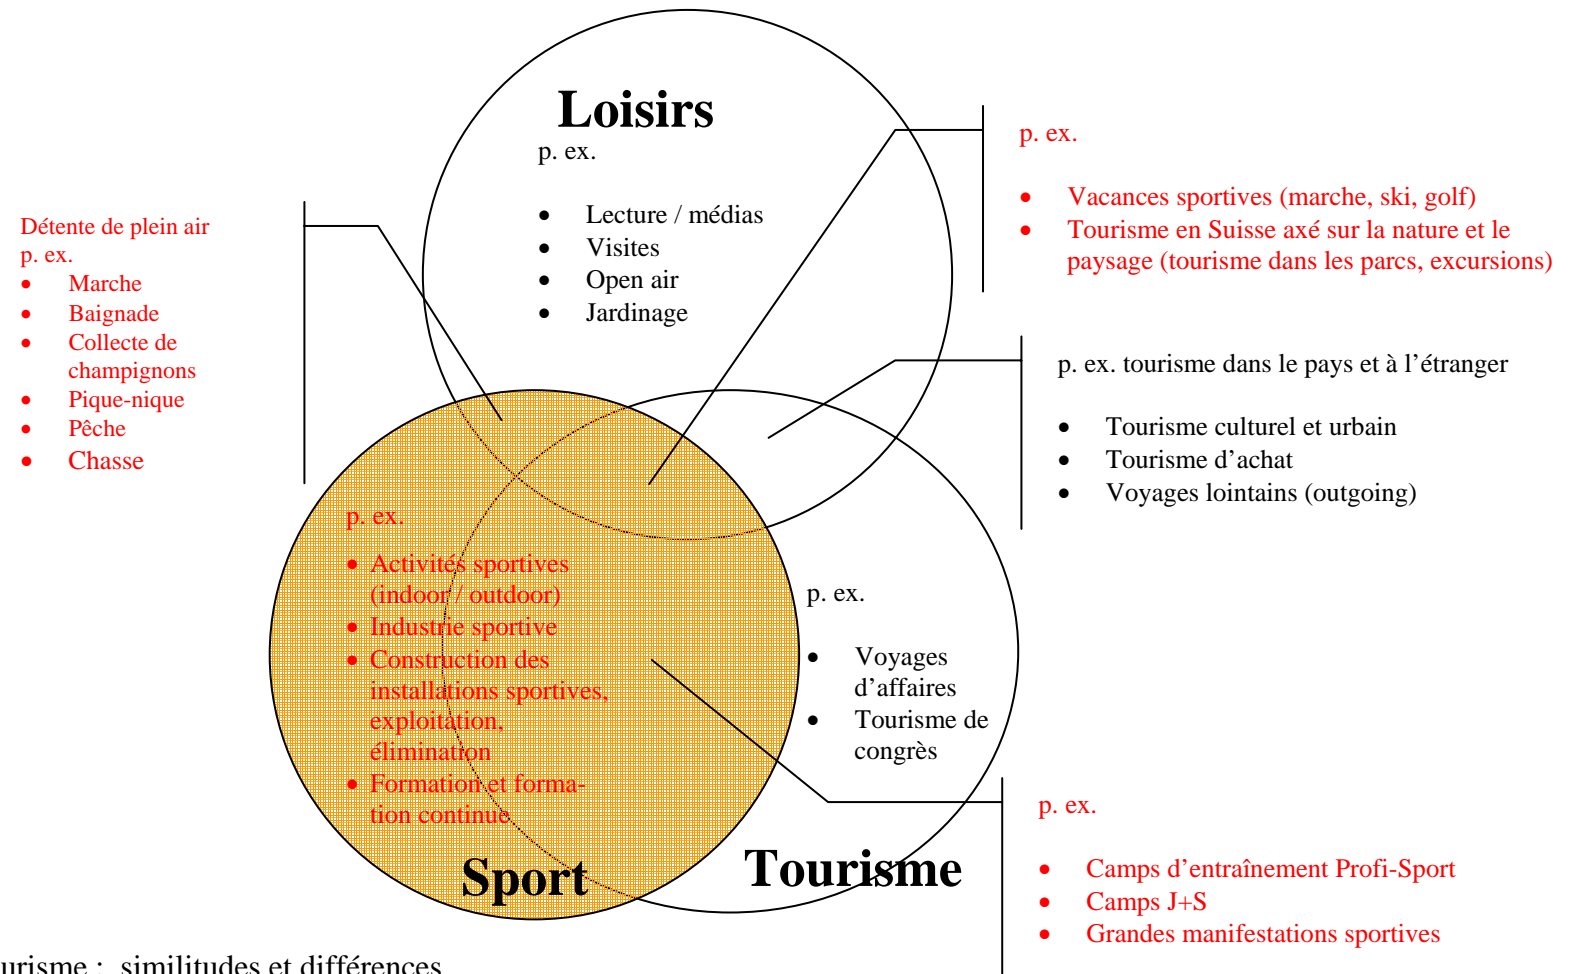 Loisirs
p. ex.
• Lecture / médias
• Visites
• Open air
• Jardinage
Détente de plein air
p. ex.
• Marche
• Baignade
• Collecte de
champignons
• Pique-nique
• Pêche
• Chasse
p. ex.
• Vacances sportives (marche, ski, golf)
• Tourisme en Suisse axé sur la nature et le
paysage (tourisme dans les parcs, excursions)
p. ex. tourisme dans le pays et à l’étranger
• Tourisme culturel et urbain
• Tourisme d’achat
• Voyages lointains (outgoing)
p. ex.
• Activités sportives
(indoor / outdoor)
• Industrie sportive
• Construction des
installations sportives,
exploitation,
élimination
• Formation et forma-
tion continue
Sport
p. ex.
• Voyages
d’affaires
• Tourisme de
congrès
Tourisme
p. ex.
• Camps d’entraînement Profi-Sport
• Camps J+S
• Grandes manifestations sportives
urisme : similitudes et différences